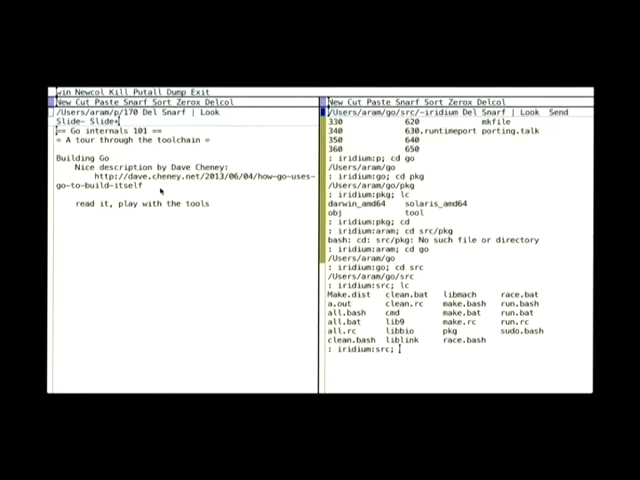 win Newcol Kill Putall Dump Exit
New Cut Paste Snarf Sort Zerox Delcol
/Users/aram/p/170 Del Snarf | Look
Slide- Slide+
== Go internals 101 ==
= A tour through the toolchain =
Building Go
Nice description by Dave Cheney:
http://dave.cheney.net/2013/06/04/how-go-uses-
go-to-build-itself
read it, play with the tools
New Cut Paste Snarf Sort Zerox Delcol
/Users/aram/go/src/-iridium Del Snarf | Look Send
330 620 mkfile
340 630.runtimeport porting.talk
350 640
360 650
: iridium:p; cd go
/Users/aram/go
: iridium:go; cd pkg
/Users/aram/go/pkg
: iridium:pkg; lc
darwin_amd64 solaris_amd64
obj tool
: iridium:pkg; cd
: iridium:aram; cd src/pkg
bash: cd: src/pkg: No such file or directory
: iridium:aram; cd go
/Users/aram/go
: iridium:go; cd src
/Users/aram/go/src
: iridium:src; lc
Make.dist clean.bat libmach race.bat
a.out clean.rc make.bash run.bash
all.bash cmd make.bat run.bat
all.bat lib9 make.rc run.rc
all.rc libbio pkg sudo.bash
clean.bash liblink race.bash
: iridium:src;